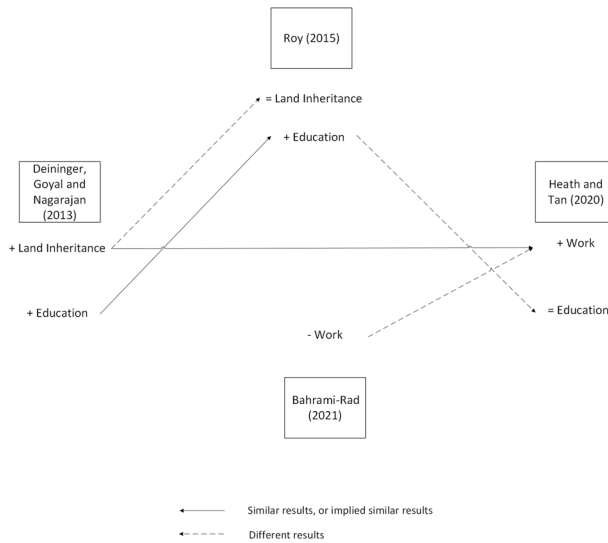 Roy (2015)
= Land Inheritance
+ Education
Deininger,
Goyal and
Nagarajan
(2013)
+ Land Inheritance
+ Education
Heath and
Tan (2020)
+ Work
= Education
- Work
Bahrami-Rad
(2021)
Similar results, or implied similar results
Different results